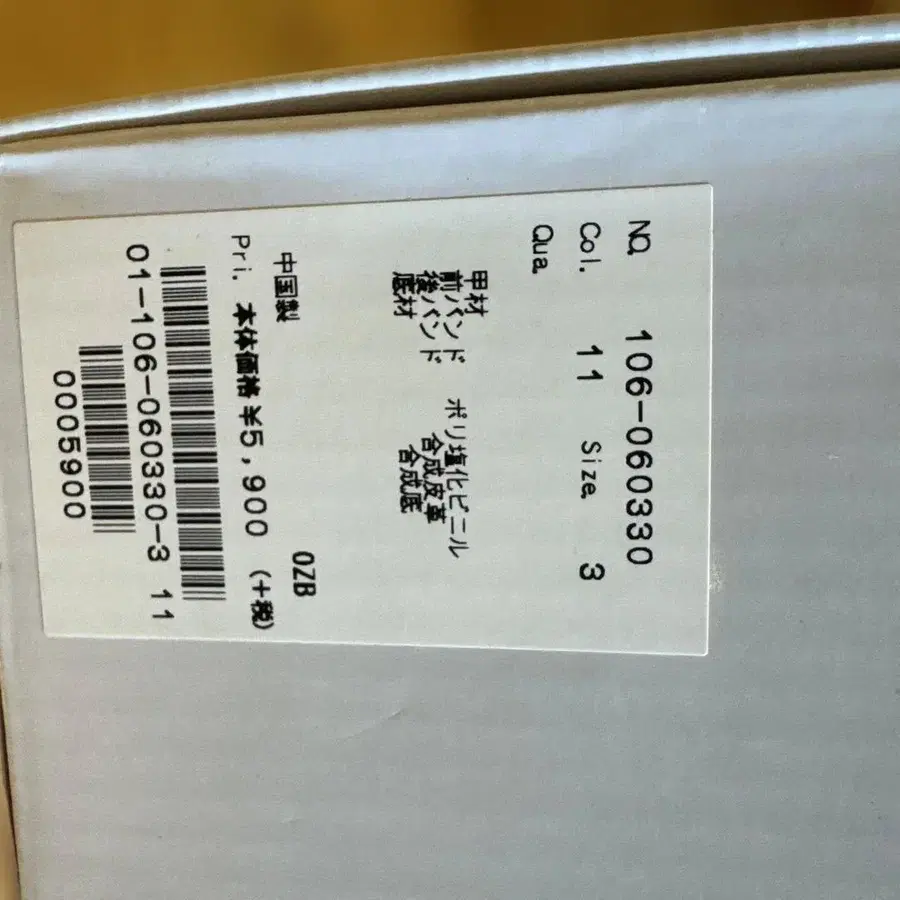 NO. 106-060330
Col. 11 Size 3
Qua.
甲材
前バンド ポリ塩化ビニル
後バンド 合成皮革
底材 合成底
中国製 OZB
Pri. 本体価格 ¥5,900 (+税)
01-106-060330-3 11
0005900